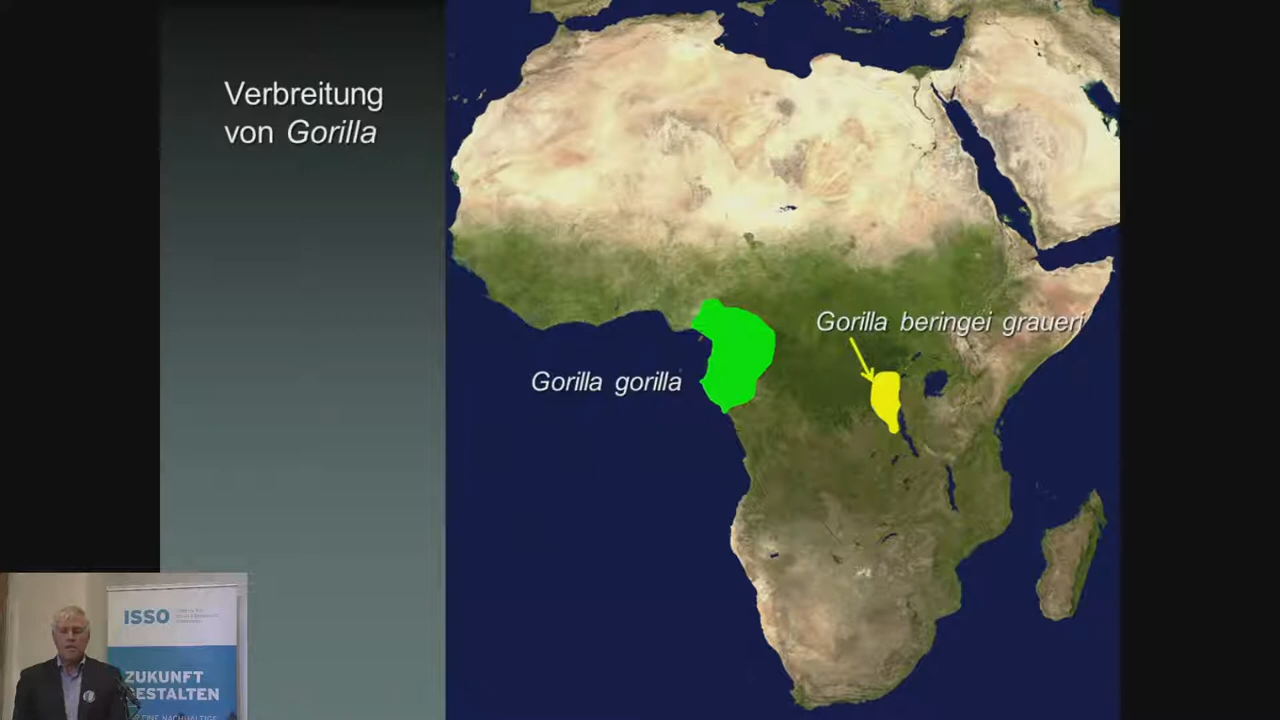 Verbreitung
von Gorilla
Gorilla beringei graueri
Gorilla gorilla
ISSO
ZUKUNFT
GESTALTEN